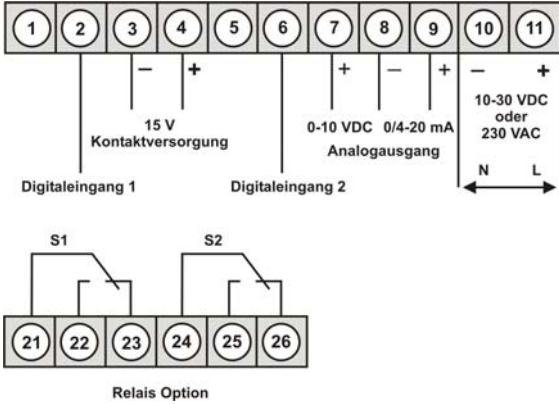 1 2 3 4 5 6 7 8 9 10 11
− + + − + − +
15 V
Kontaktversorgung
0-10 VDC 0/4-20 mA
Analogausgang
10-30 VDC
oder
230 VAC
N L
Digitaleingang 1 Digitaleingang 2
S1 S2
21 22 23 24 25 26
Relais Option